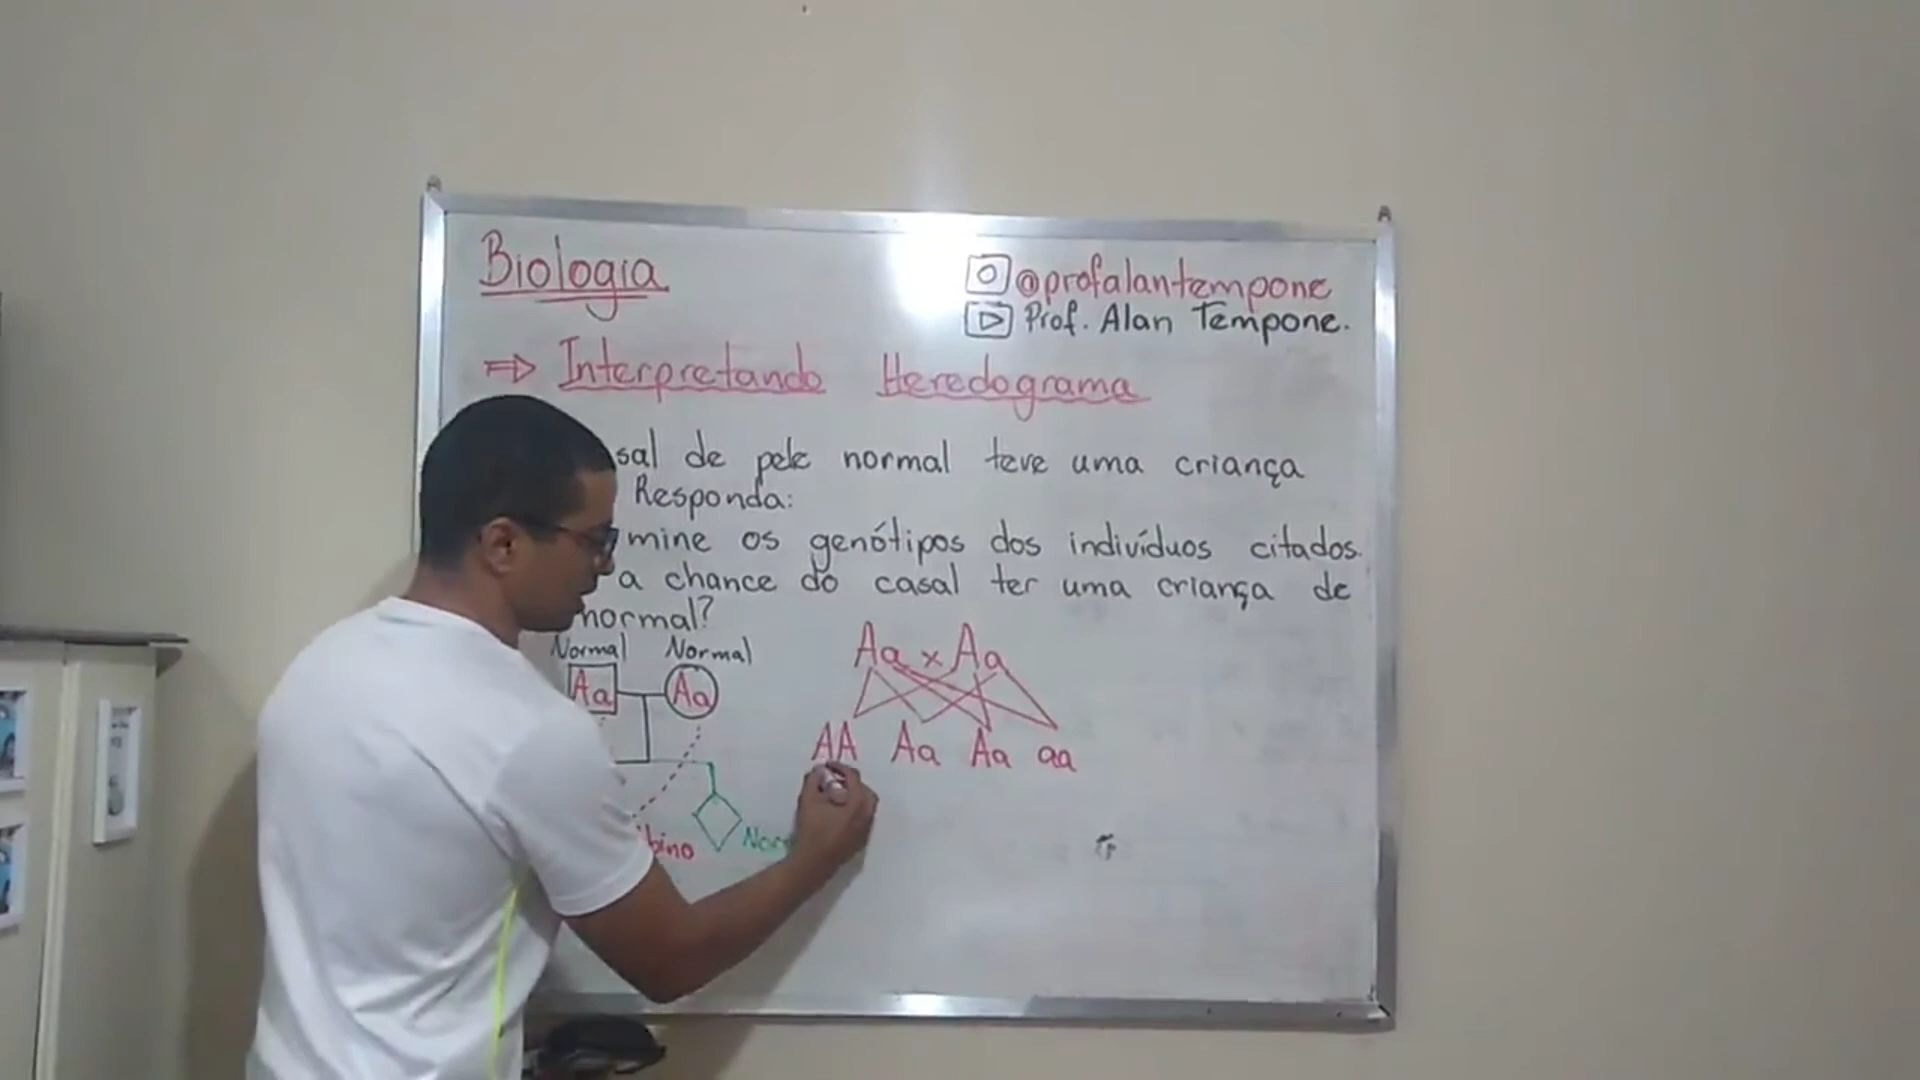 Biologia
@profalantempone
Prof. Alan Tempone.
⇒ Interpretando Heredograma
sal de pele normal teve uma criança
Responda:
mine os genótipos dos indivíduos citados.
a chance do casal ter uma criança de
normal?
Normal Normal
Aa Aa
Aa x Aa
AA Aa Aa aa
bino
Nor